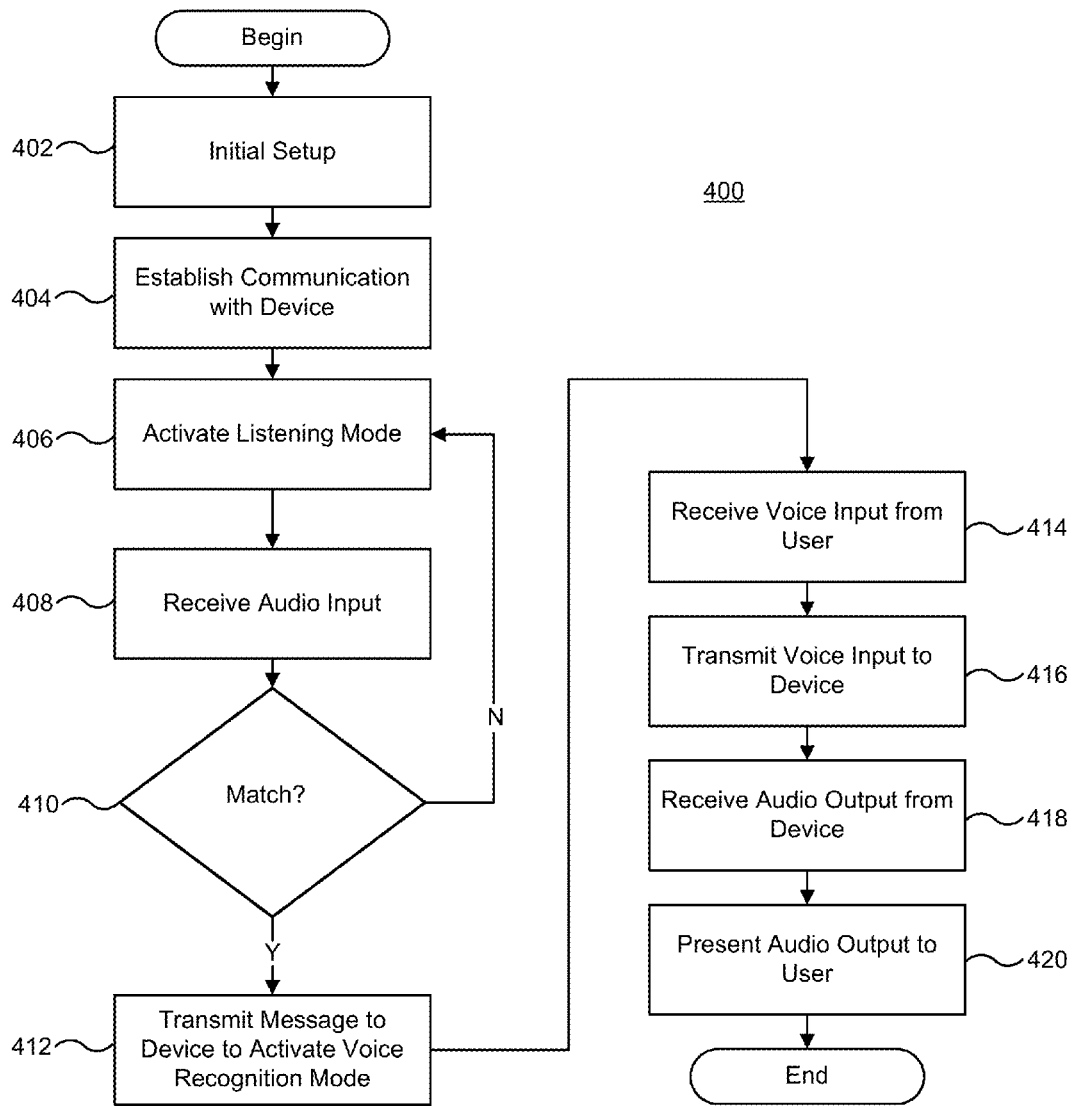 Begin
402
Initial Setup
400
404
Establish Communication
with Device
406
Activate Listening Mode
408
Receive Audio Input
N
410
Match?
Y
412
Transmit Message to
Device to Activate Voice
Recognition Mode
Receive Voice Input from
User
414
Transmit Voice Input to
Device
416
Receive Audio Output from
Device
418
Present Audio Output to
User
420
End